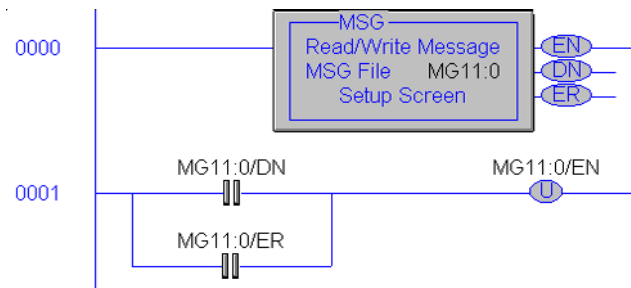 MSG
0000
Read/Write Message
EN
MSG File MG11:0
DN
Setup Screen
ER
MG11:0/DN
MG11:0/EN
0001
U
MG11:0/ER